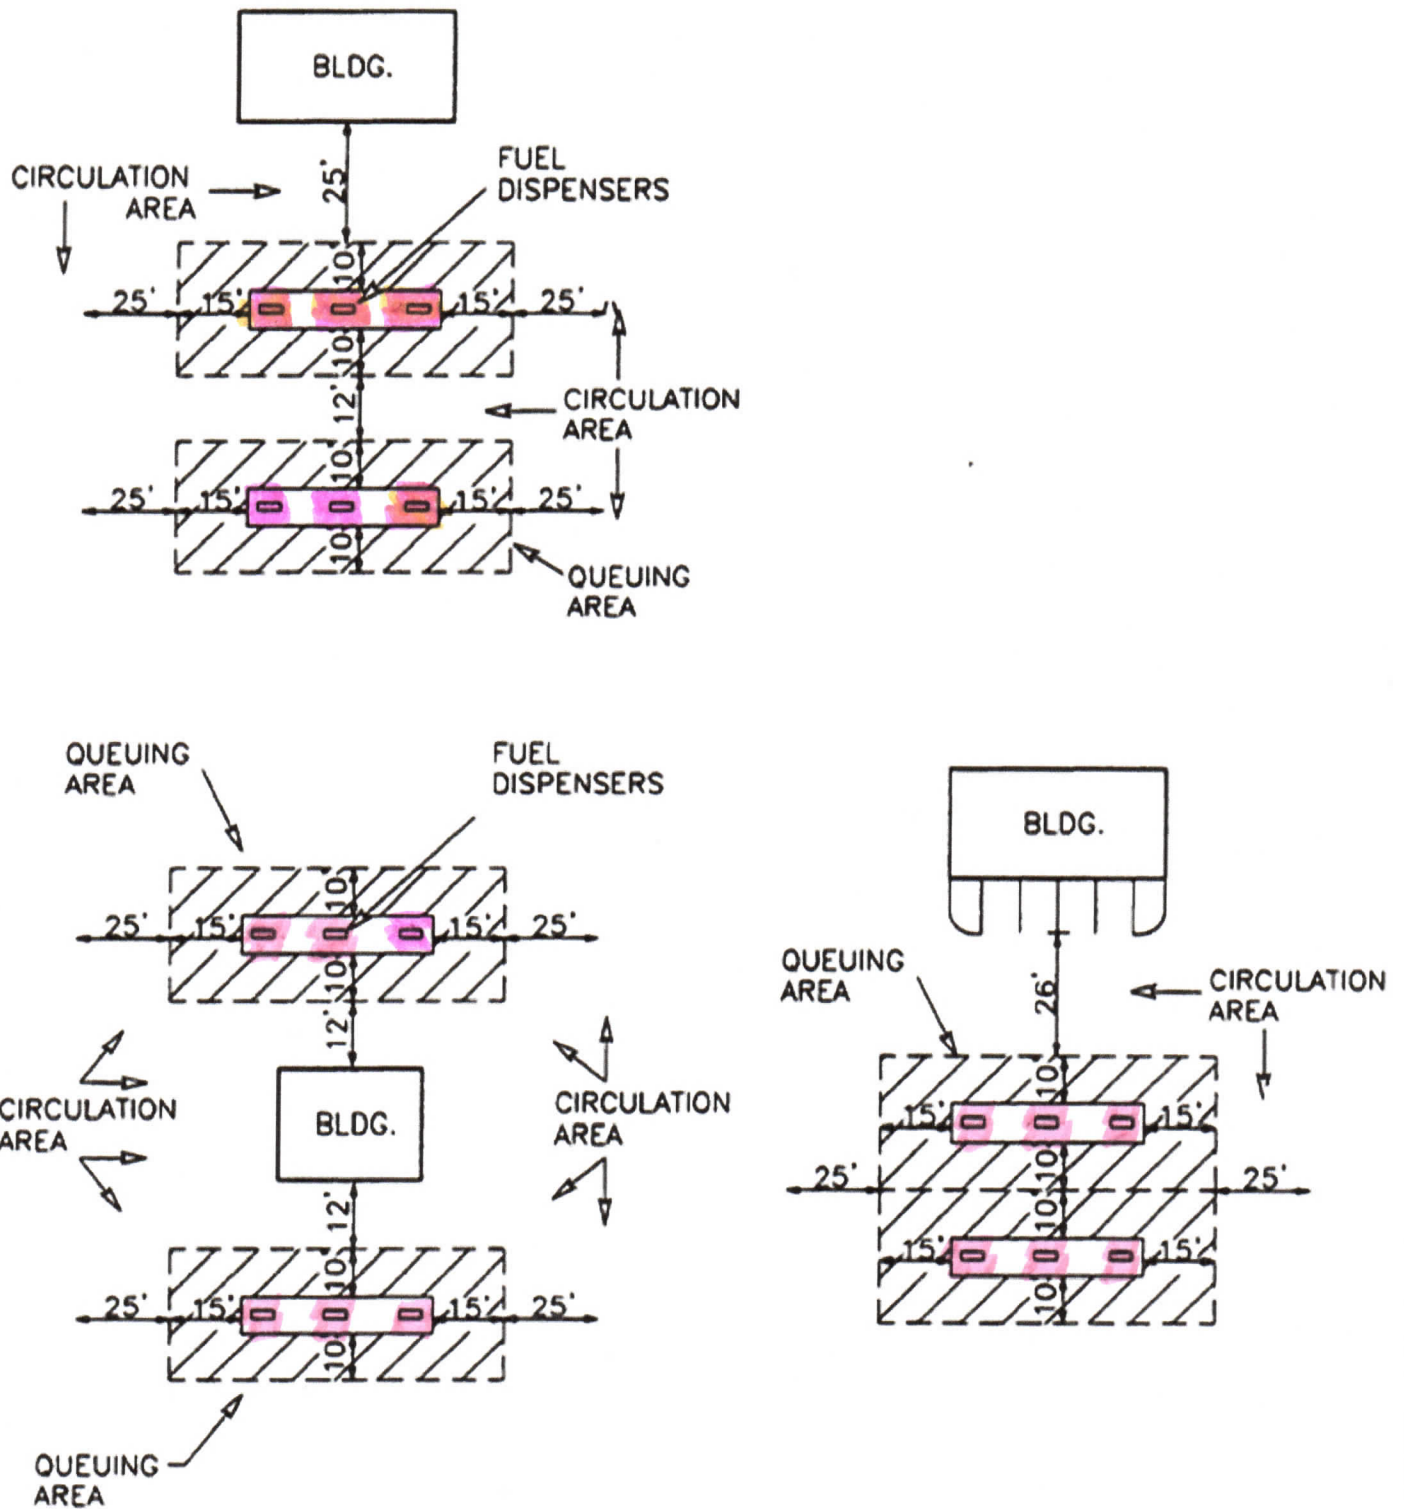 BLDG.
25'
CIRCULATION
AREA
FUEL
DISPENSERS
10'
25'
15'
15'
25'
10'
12'
CIRCULATION
AREA
10'
25'
15'
15'
25'
10'
QUEUING
AREA
QUEUING
AREA
FUEL
DISPENSERS
10'
25'
15'
15'
25'
10'
12'
CIRCULATION
AREA
BLDG.
CIRCULATION
AREA
12'
10'
25'
15'
15'
25'
10'
QUEUING
AREA
BLDG.
QUEUING
AREA
26'
CIRCULATION
AREA
10'
15'
15'
10'
25'
25'
10'
15'
15'
10'